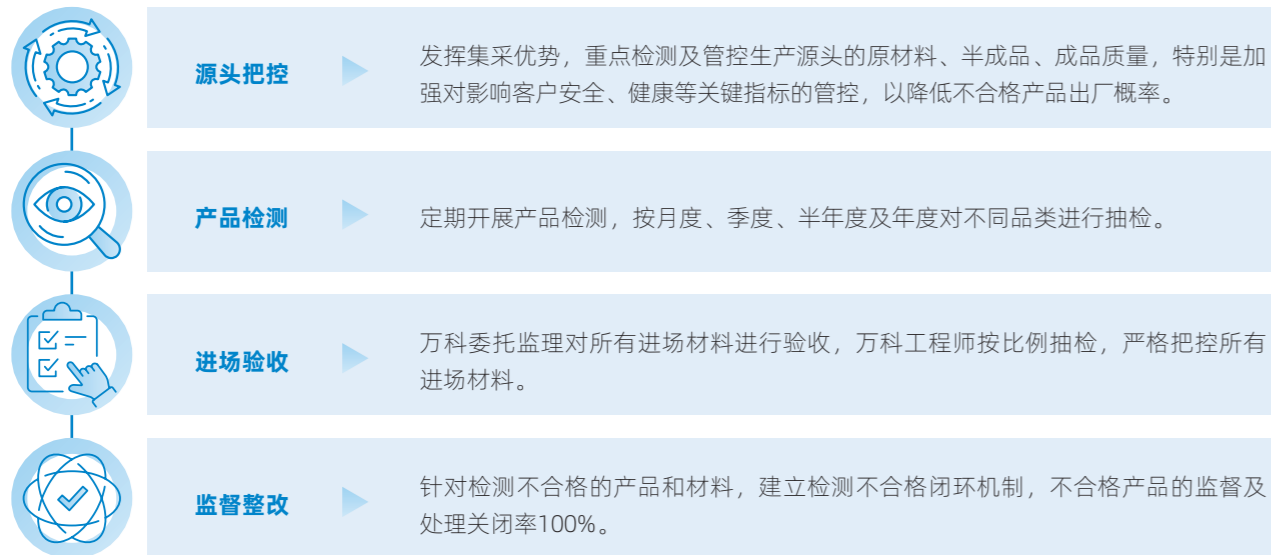 源头把控
发挥集采优势，重点检测及管控生产源头的原材料、半成品、成品质量，特别是加
强对影响客户安全、健康等关键指标的管控，以降低不合格产品出厂概率。
产品检测
定期开展产品检测，按月度、季度、半年度及年度对不同品类进行抽检。
进场验收
万科委托监理对所有进场材料进行验收，万科工程师按比例抽检，严格把控所有
进场材料。
监督整改
针对检测不合格的产品和材料，建立检测不合格闭环机制，不合格产品的监督及
处理关闭率100%。